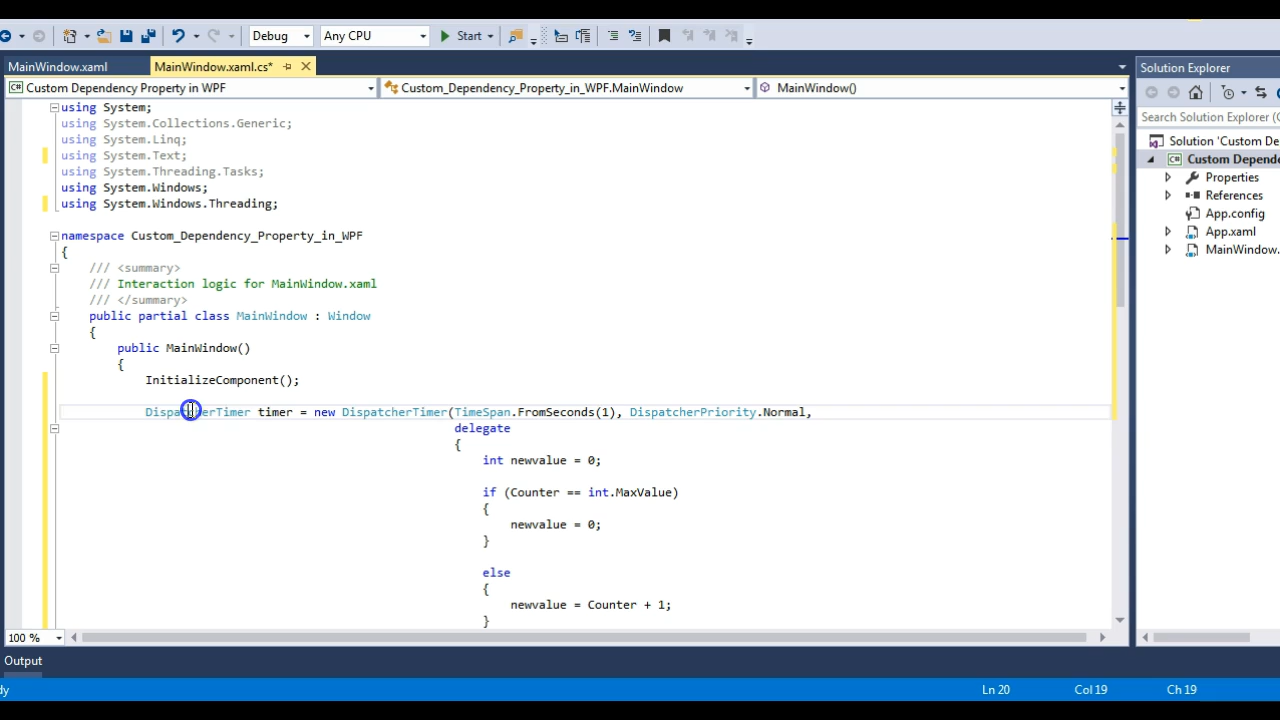 Debug Any CPU Start
MainWindow.xaml MainWindow.xaml.cs*
Custom Dependency Property in WPF Custom_Dependency_Property_in_WPF.MainWindow MainWindow()
using System;
using System.Collections.Generic;
using System.Linq;
using System.Text;
using System.Threading.Tasks;
using System.Windows;
using System.Windows.Threading;
namespace Custom_Dependency_Property_in_WPF
{
/// <summary>
/// Interaction logic for MainWindow.xaml
/// </summary>
public partial class MainWindow : Window
{
public MainWindow()
{
InitializeComponent();
DispatcherTimer timer = new DispatcherTimer(TimeSpan.FromSeconds(1), DispatcherPriority.Normal,
delegate
{
int newvalue = 0;
if (Counter == int.MaxValue)
{
newvalue = 0;
}
else
{
newvalue = Counter + 1;
}
100 %
Output
dy Ln 20 Col 19 Ch 19
Solution Explorer
Search Solution Explorer (C
Solution 'Custom De
Custom Depende
Properties
References
App.config
App.xaml
MainWindow.